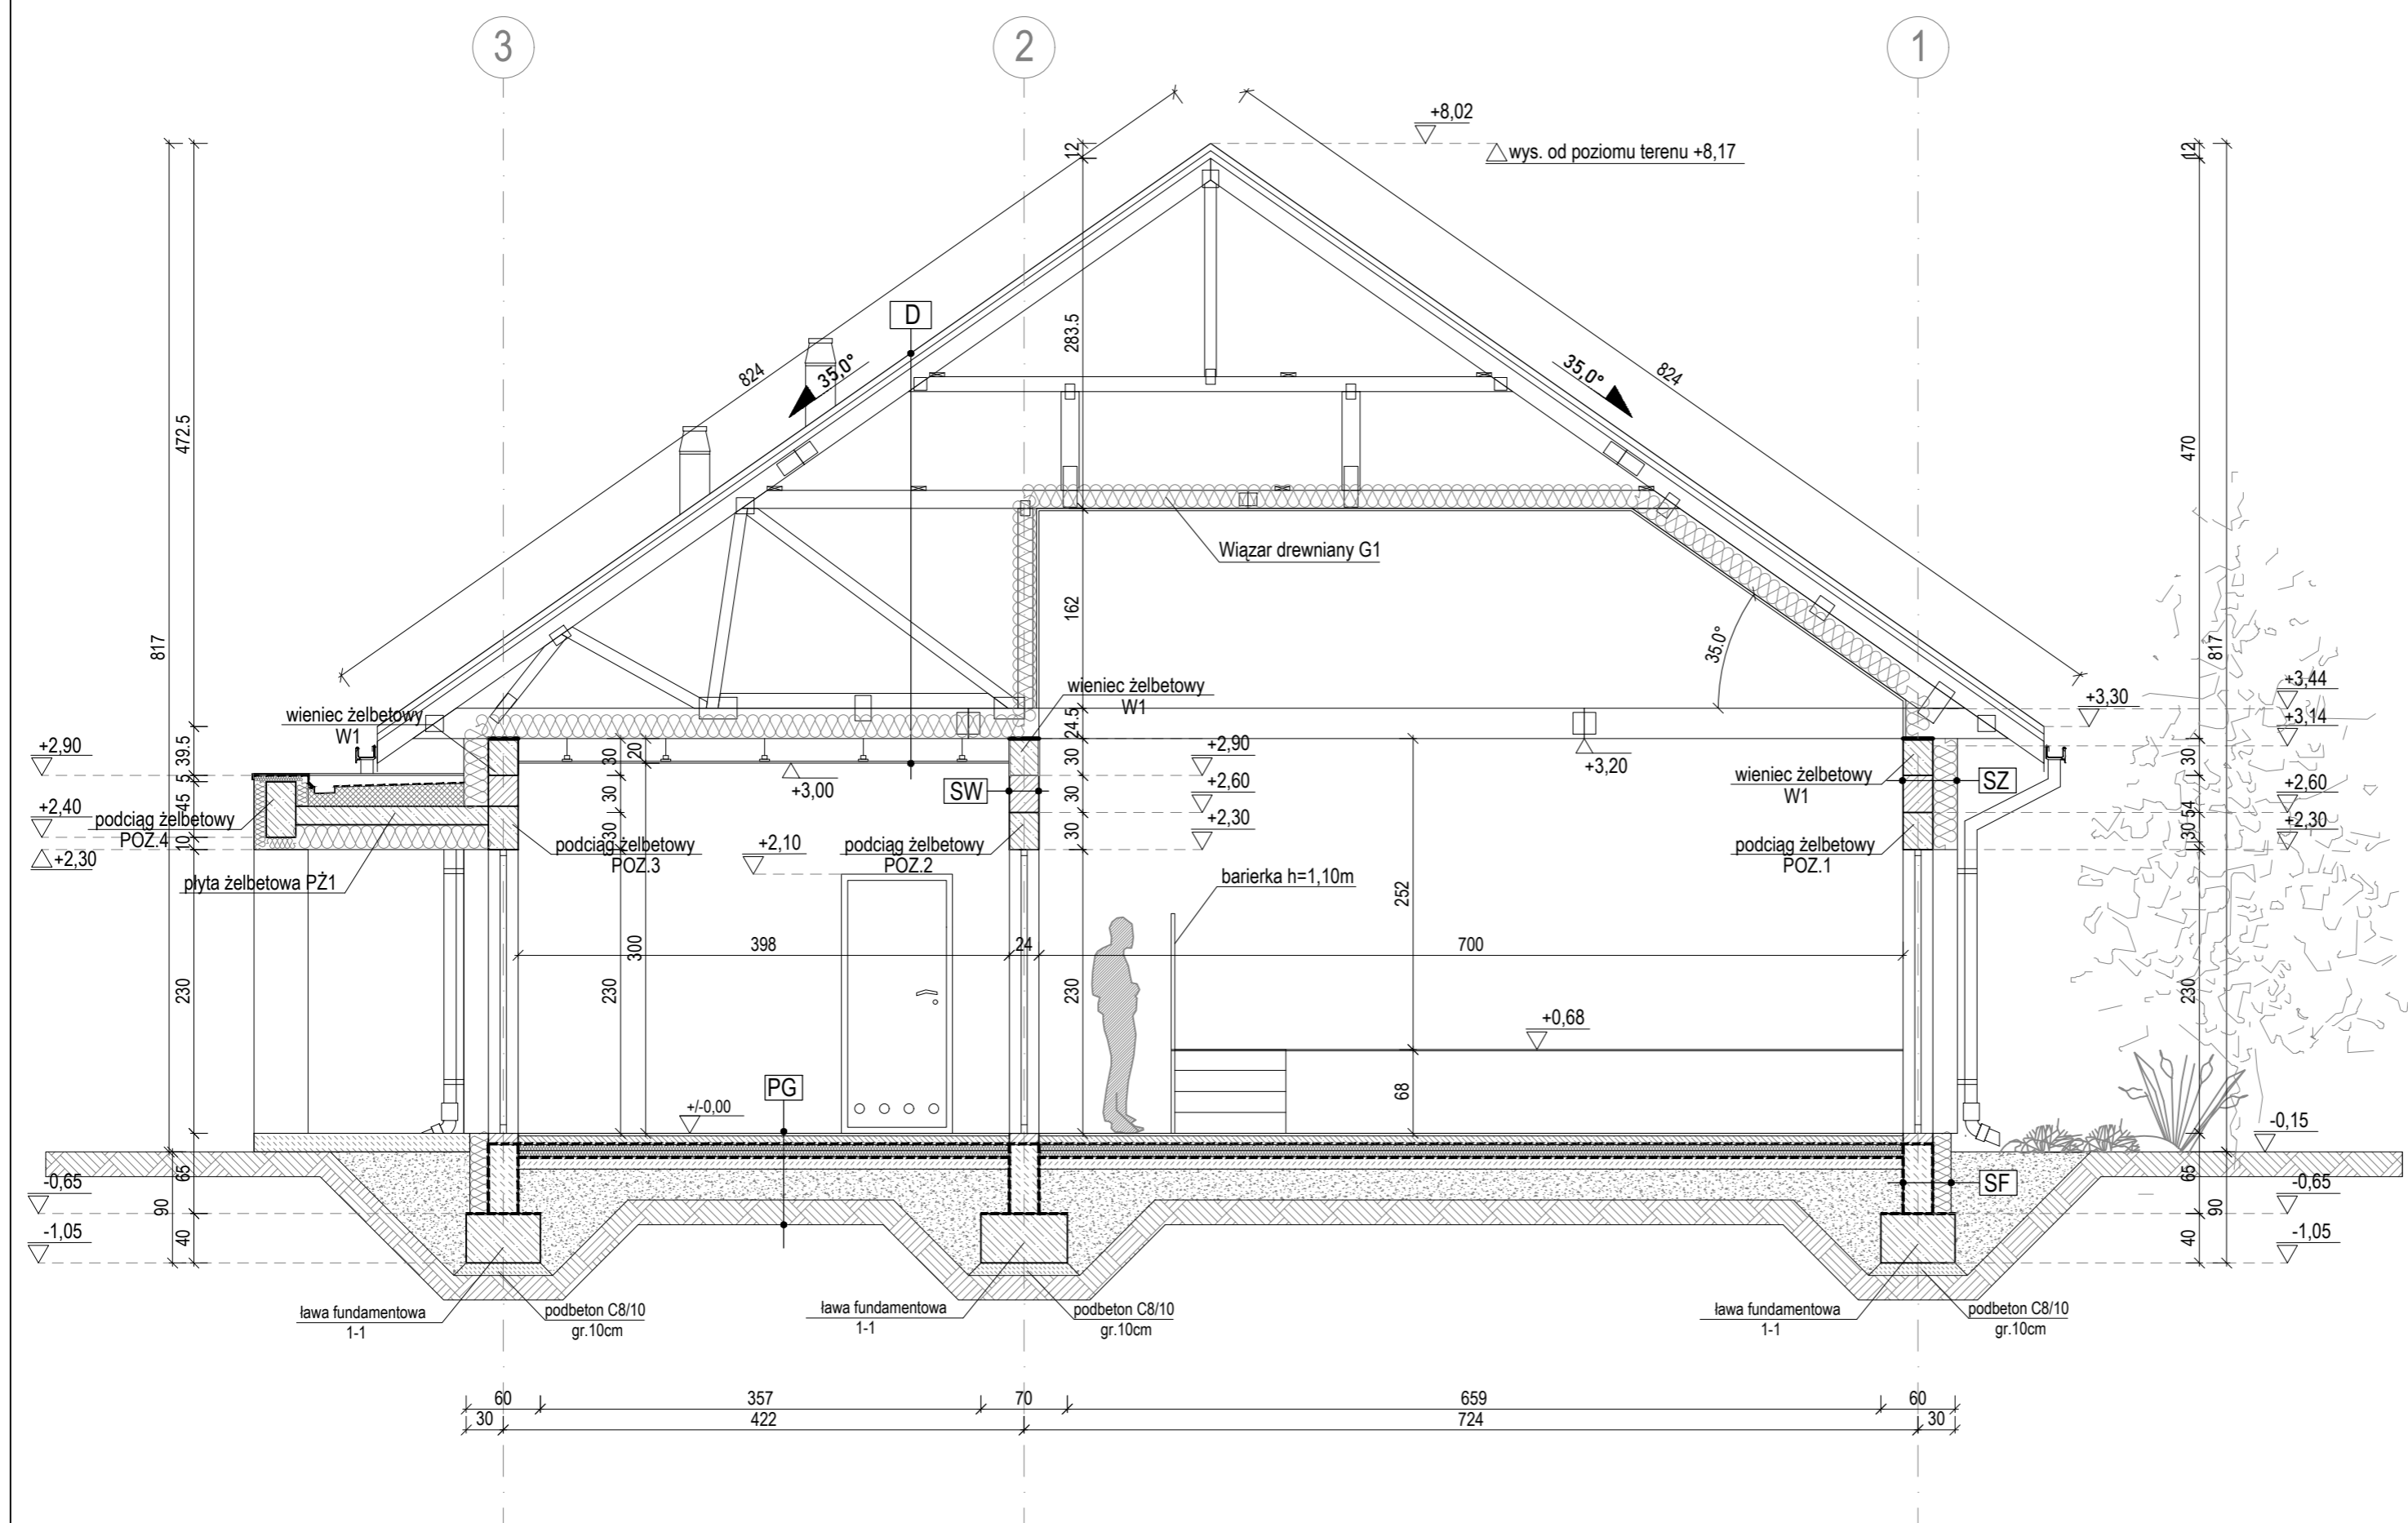 3
2
1
+8,02
wys. od poziomu terenu +8,17
12
12
D
283.5
824
35,0°
35,0°
824
472.5
470
Wiązar drewniany G1
162
35.0°
817
817
wieniec żelbetowy
W1
wieniec żelbetowy
W1
24.5
+3,44
+3,30
+3,14
+2,90
39.5
5
45
10
+2,40
+2,30
podciąg żelbetowy
POZ.4
płyta żelbetowa PŻ1
30
20
30
30
+3,00
podciąg żelbetowy
POZ.3
SW
30
30
30
+2,90
+2,60
+2,30
+3,20
wieniec żelbetowy
W1
SZ
30
54
30
+2,60
+2,30
+2,10
podciąg żelbetowy
POZ.2
podciąg żelbetowy
POZ.1
barierka h=1,10m
252
398
24
700
230
230
300
230
230
+0,68
68
PG
+/-0,00
-0,15
65
90
40
-0,65
-1,05
SF
65
90
40
-0,65
-1,05
ława fundamentowa
1-1
podbeton C8/10
gr.10cm
ława fundamentowa
1-1
podbeton C8/10
gr.10cm
ława fundamentowa
1-1
podbeton C8/10
gr.10cm
60
357
70
659
60
30
422
724
30